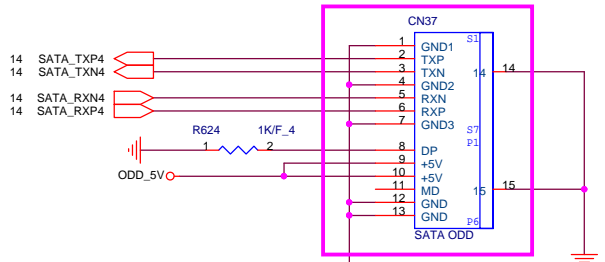 CN37
1 GND1 S1
14 SATA_TXP4 2 TXP
14 SATA_TXN4 3 TXN 14 14
4 GND2
14 SATA_RXN4 5 RXN
14 SATA_RXP4 6 RXP
7 GND3 S7
R624 1K/F_4 P1
1 2 8 DP
9 +5V
ODD_5V 10 +5V
11 MD 15 15
12 GND
13 GND P6
SATA ODD